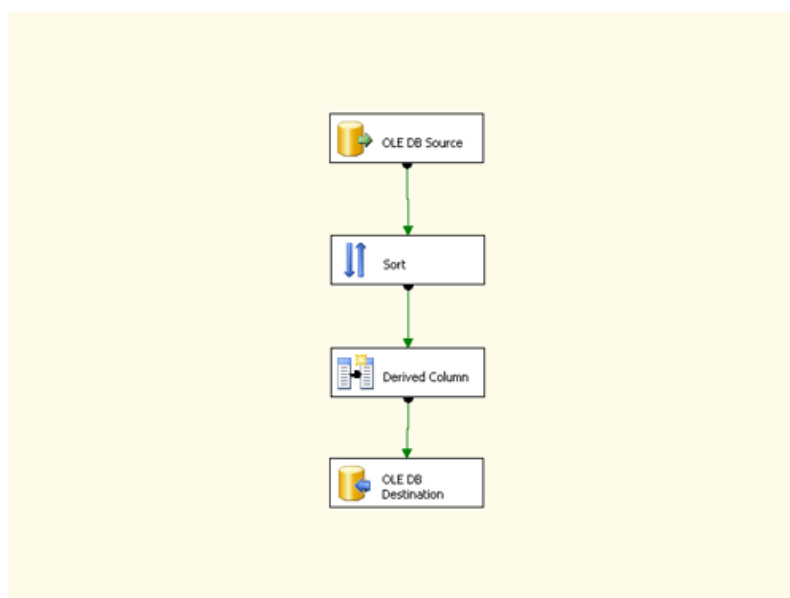 OLE DB Source
Sort
Derived Column
OLE DB
Destination